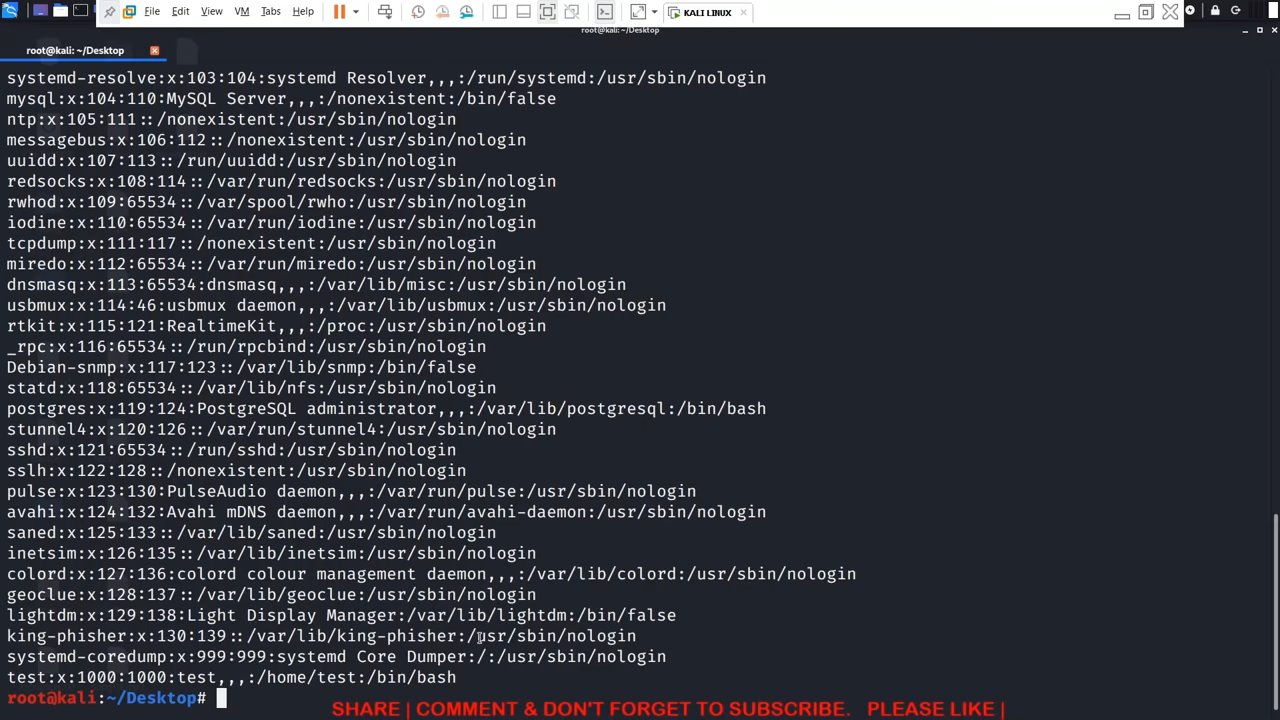 File Edit View VM Tabs Help
KALI LINUX
root@kali: ~/Desktop
root@kali: ~/Desktop
systemd-resolve:x:103:104:systemd Resolver,,,:/run/systemd:/usr/sbin/nologin
mysql:x:104:110:MySQL Server,,,:/nonexistent:/bin/false
ntp:x:105:111::/nonexistent:/usr/sbin/nologin
messagebus:x:106:112::/nonexistent:/usr/sbin/nologin
uuidd:x:107:113::/run/uuidd:/usr/sbin/nologin
redsocks:x:108:114::/var/run/redsocks:/usr/sbin/nologin
rwhod:x:109:65534::/var/spool/rwho:/usr/sbin/nologin
iodine:x:110:65534::/var/run/iodine:/usr/sbin/nologin
tcpdump:x:111:117::/nonexistent:/usr/sbin/nologin
miredo:x:112:65534::/var/run/miredo:/usr/sbin/nologin
dnsmasq:x:113:65534:dnsmasq,,,:/var/lib/misc:/usr/sbin/nologin
usbmux:x:114:46:usbmux daemon,,,:/var/lib/usbmux:/usr/sbin/nologin
rtkit:x:115:121:RealtimeKit,,,:/proc:/usr/sbin/nologin
_rpc:x:116:65534::/run/rpcbind:/usr/sbin/nologin
Debian-snmp:x:117:123::/var/lib/snmp:/bin/false
statd:x:118:65534::/var/lib/nfs:/usr/sbin/nologin
postgres:x:119:124:PostgreSQL administrator,,,:/var/lib/postgresql:/bin/bash
stunnel4:x:120:126::/var/run/stunnel4:/usr/sbin/nologin
sshd:x:121:65534::/run/sshd:/usr/sbin/nologin
sslh:x:122:128::/nonexistent:/usr/sbin/nologin
pulse:x:123:130:PulseAudio daemon,,,:/var/run/pulse:/usr/sbin/nologin
avahi:x:124:132:Avahi mDNS daemon,,,:/var/run/avahi-daemon:/usr/sbin/nologin
saned:x:125:133::/var/lib/saned:/usr/sbin/nologin
inetsim:x:126:135::/var/lib/inetsim:/usr/sbin/nologin
colord:x:127:136:colord colour management daemon,,,:/var/lib/colord:/usr/sbin/nologin
geoclue:x:128:137::/var/lib/geoclue:/usr/sbin/nologin
lightdm:x:129:138:Light Display Manager:/var/lib/lightdm:/bin/false
king-phisher:x:130:139::/var/lib/king-phisher:/usr/sbin/nologin
systemd-coredump:x:999:999:systemd Core Dumper:/:/usr/sbin/nologin
test:x:1000:1000:test,,,:/home/test:/bin/bash
root@kali:~/Desktop#
SHARE | COMMENT & DON'T FORGET TO SUBSCRIBE. PLEASE LIKE |